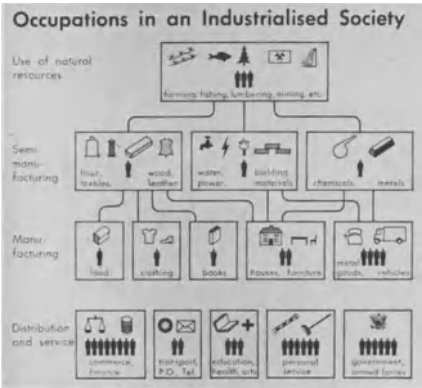 Occupations in an Industrialised Society
Use of natural
resources
farming, fishing, lumbering, mining, etc.
Semi-
manu-
facturing
flour, wood,
textiles, leather
water, building
power, materials
chemicals, metals
Manu-
facturing
food
clothing
books
houses, furniture
metal
goods, vehicles
Distribution
and service
commerce,
finance
transport,
P.O., Tel.
education,
health, arts
personal
service
government,
armed forces